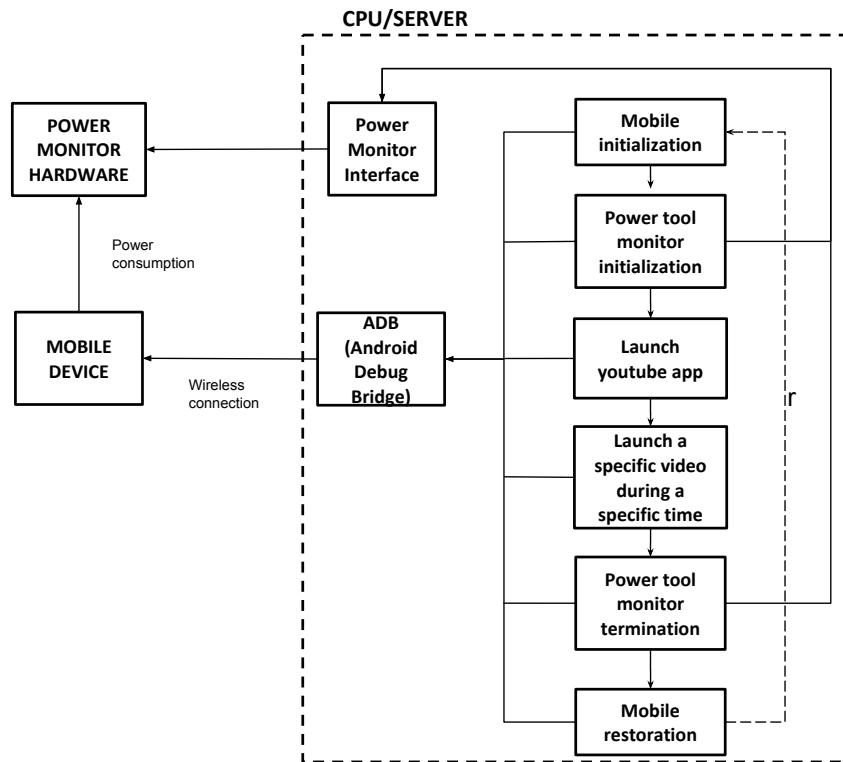 CPU/SERVER
POWER
MONITOR
HARDWARE
Power
Monitor
Interface
Mobile
initialization
Power tool
monitor
initialization
Power
consumption
MOBILE
DEVICE
Wireless
connection
ADB
(Android
Debug
Bridge)
Launch
youtube app
r
Launch a
specific video
during a
specific time
Power tool
monitor
termination
Mobile
restoration